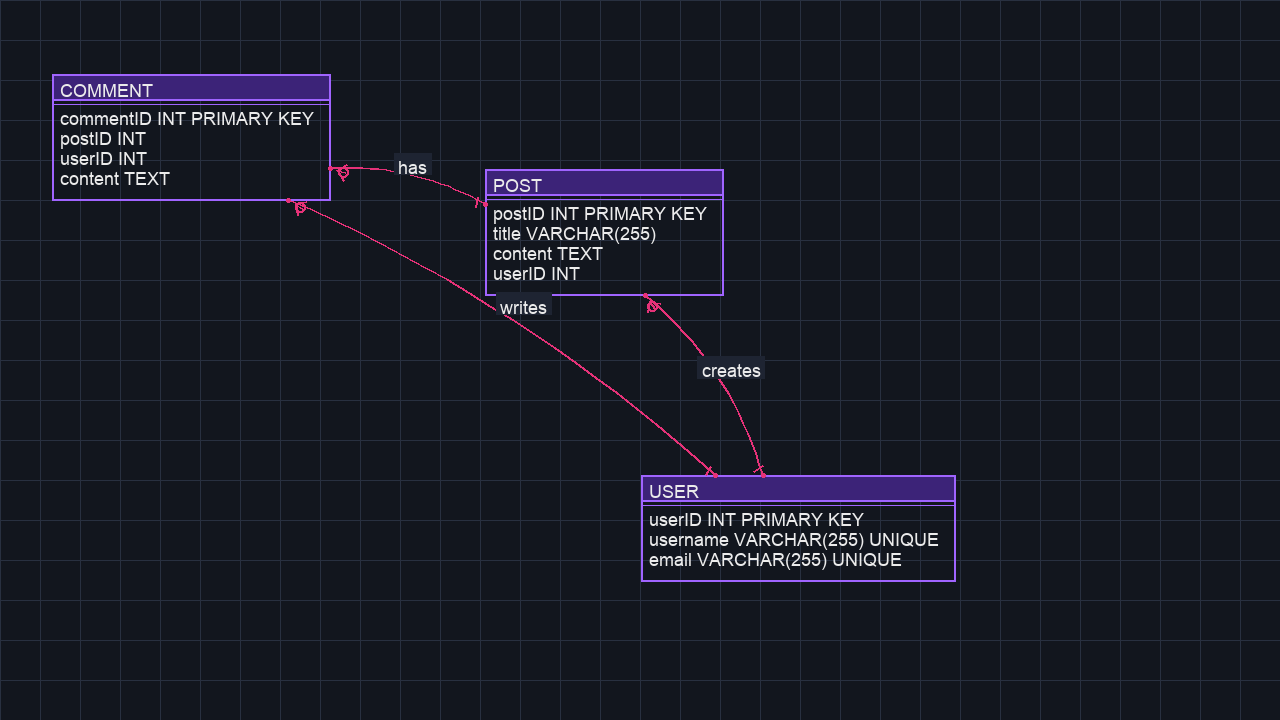 COMMENT
commentID INT PRIMARY KEY
postID INT
userID INT
content TEXT
has
POST
postID INT PRIMARY KEY
title VARCHAR(255)
content TEXT
userID INT
writes
creates
USER
userID INT PRIMARY KEY
username VARCHAR(255) UNIQUE
email VARCHAR(255) UNIQUE